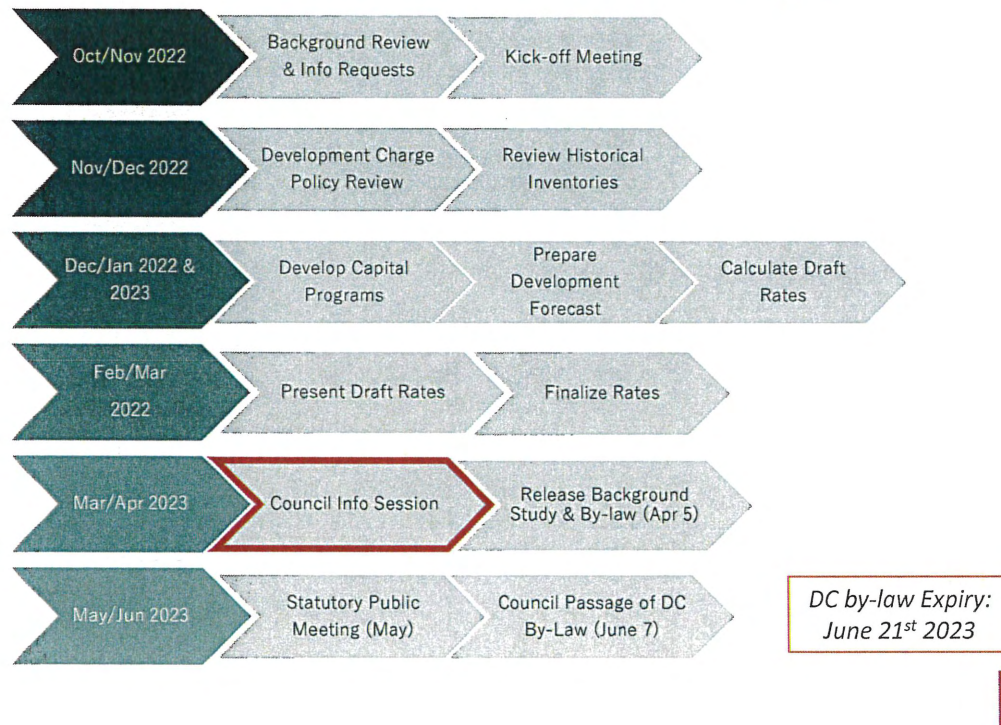 Oct/Nov 2022
Background Review
& Info Requests
Kick-off Meeting
Nov/Dec 2022
Development Charge
Policy Review
Review Historical
Inventories
Dec/Jan 2022 &
2023
Develop Capital
Programs
Prepare
Development
Forecast
Calculate Draft
Rates
Feb/Mar
2022
Present Draft Rates
Finalize Rates
Mar/Apr 2023
Council Info Session
Release Background
Study & By-law (Apr 5)
May/Jun 2023
Statutory Public
Meeting (May)
Council Passage of DC
By-Law (June 7)
DC by-law Expiry:
June 21st 2023